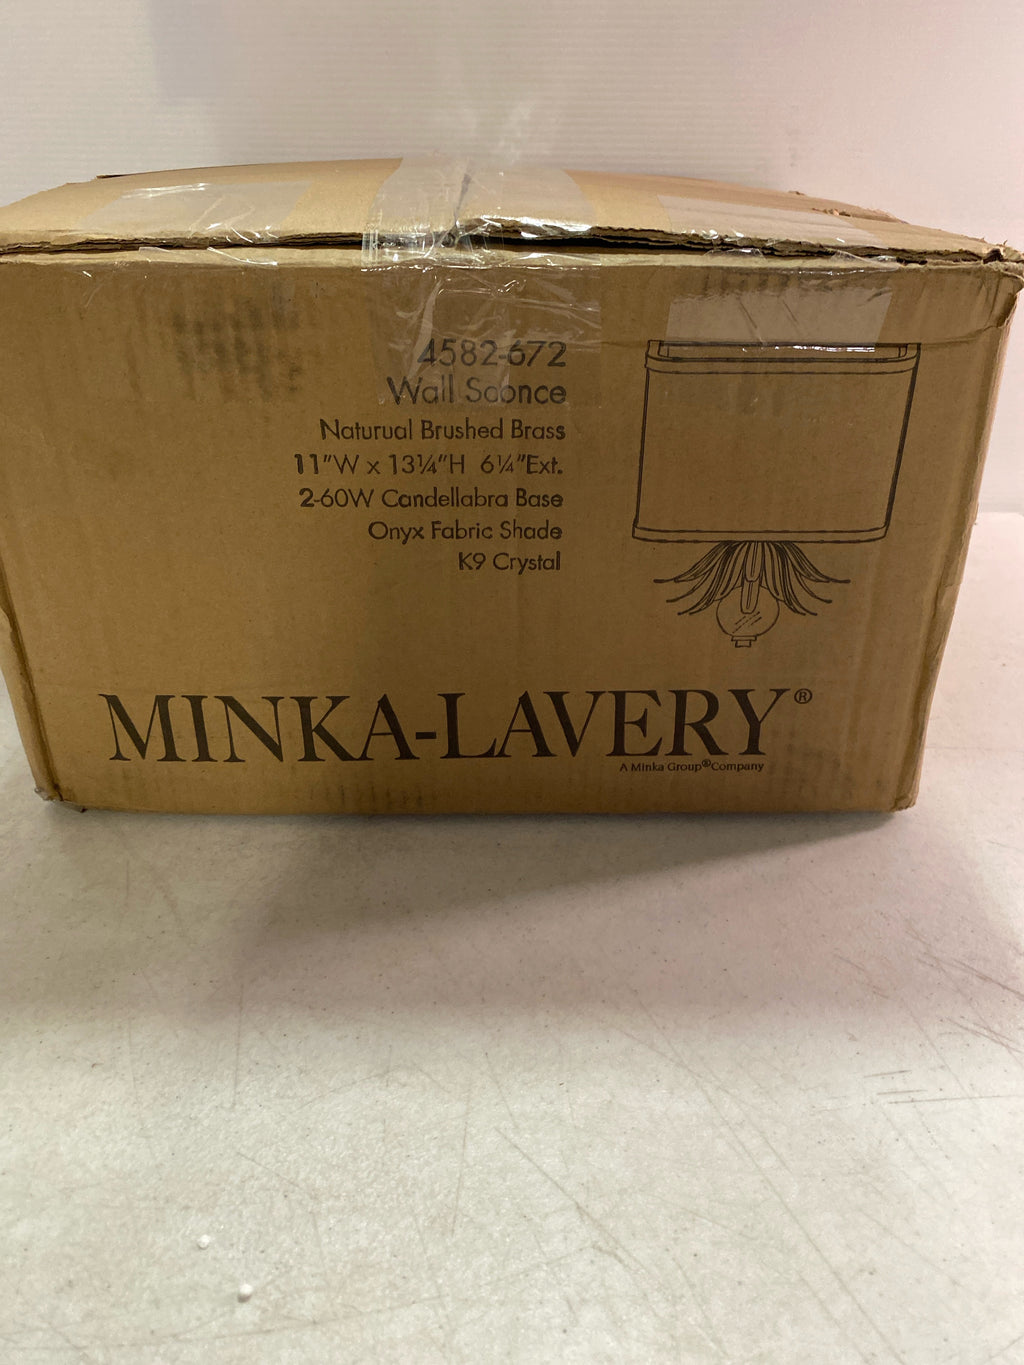 4582-672
Wall Sconce
Naturual Brushed Brass
11"W x 13¼"H 6¼"Ext.
2-60W Candellabra Base
Onyx Fabric Shade
K9 Crystal
MINKA-LAVERY®
A Minka Group®Company